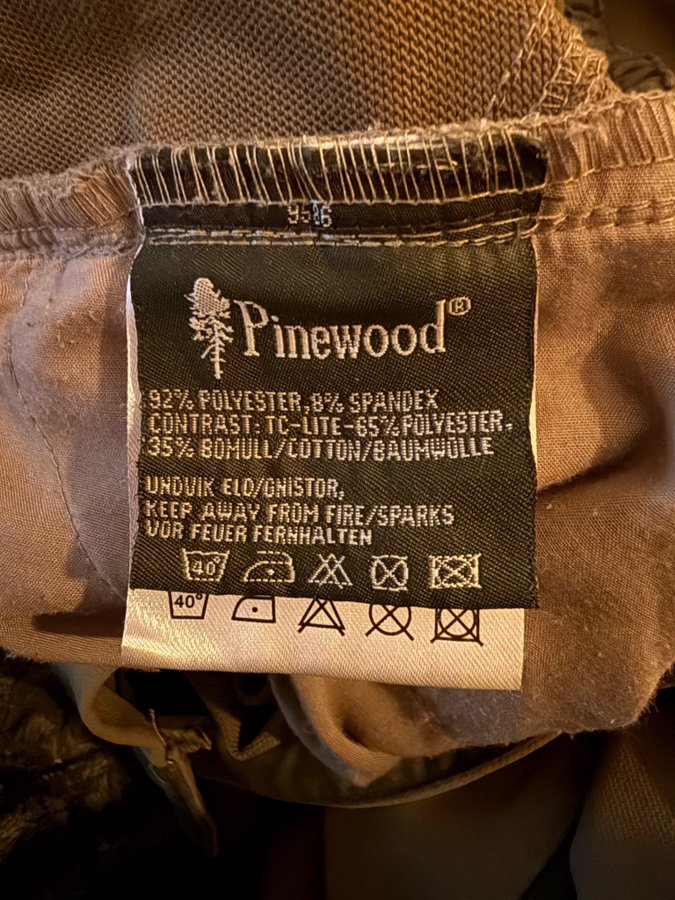 Pinewood®
92% POLYESTER, 8% SPANDEX
CONTRAST: TC-LITE-65% POLYESTER,
35% BOMULL/COTTON/BAUMWOLLE
UNDVIK ELD/GNISTOR,
KEEP AWAY FROM FIRE/SPARKS
VOR FEUER FERNHALTEN
40°
40°